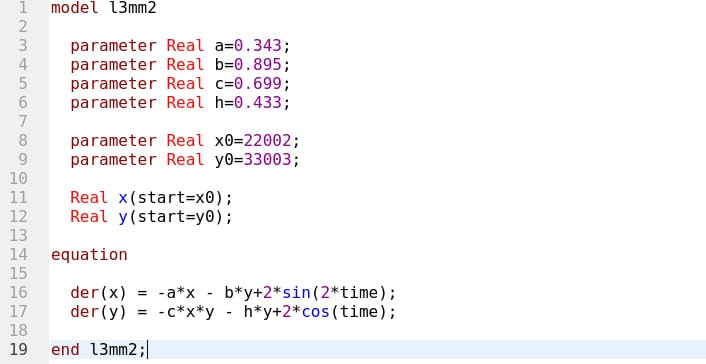 1 model l3mm2
2
3   parameter Real a=0.343;
4   parameter Real b=0.895;
5   parameter Real c=0.699;
6   parameter Real h=0.433;
7
8   parameter Real x0=22002;
9   parameter Real y0=33003;
10
11   Real x(start=x0);
12   Real y(start=y0);
13
14 equation
15
16   der(x) = -a*x - b*y+2*sin(2*time);
17   der(y) = -c*x*y - h*y+2*cos(time);
18
19 end l3mm2;